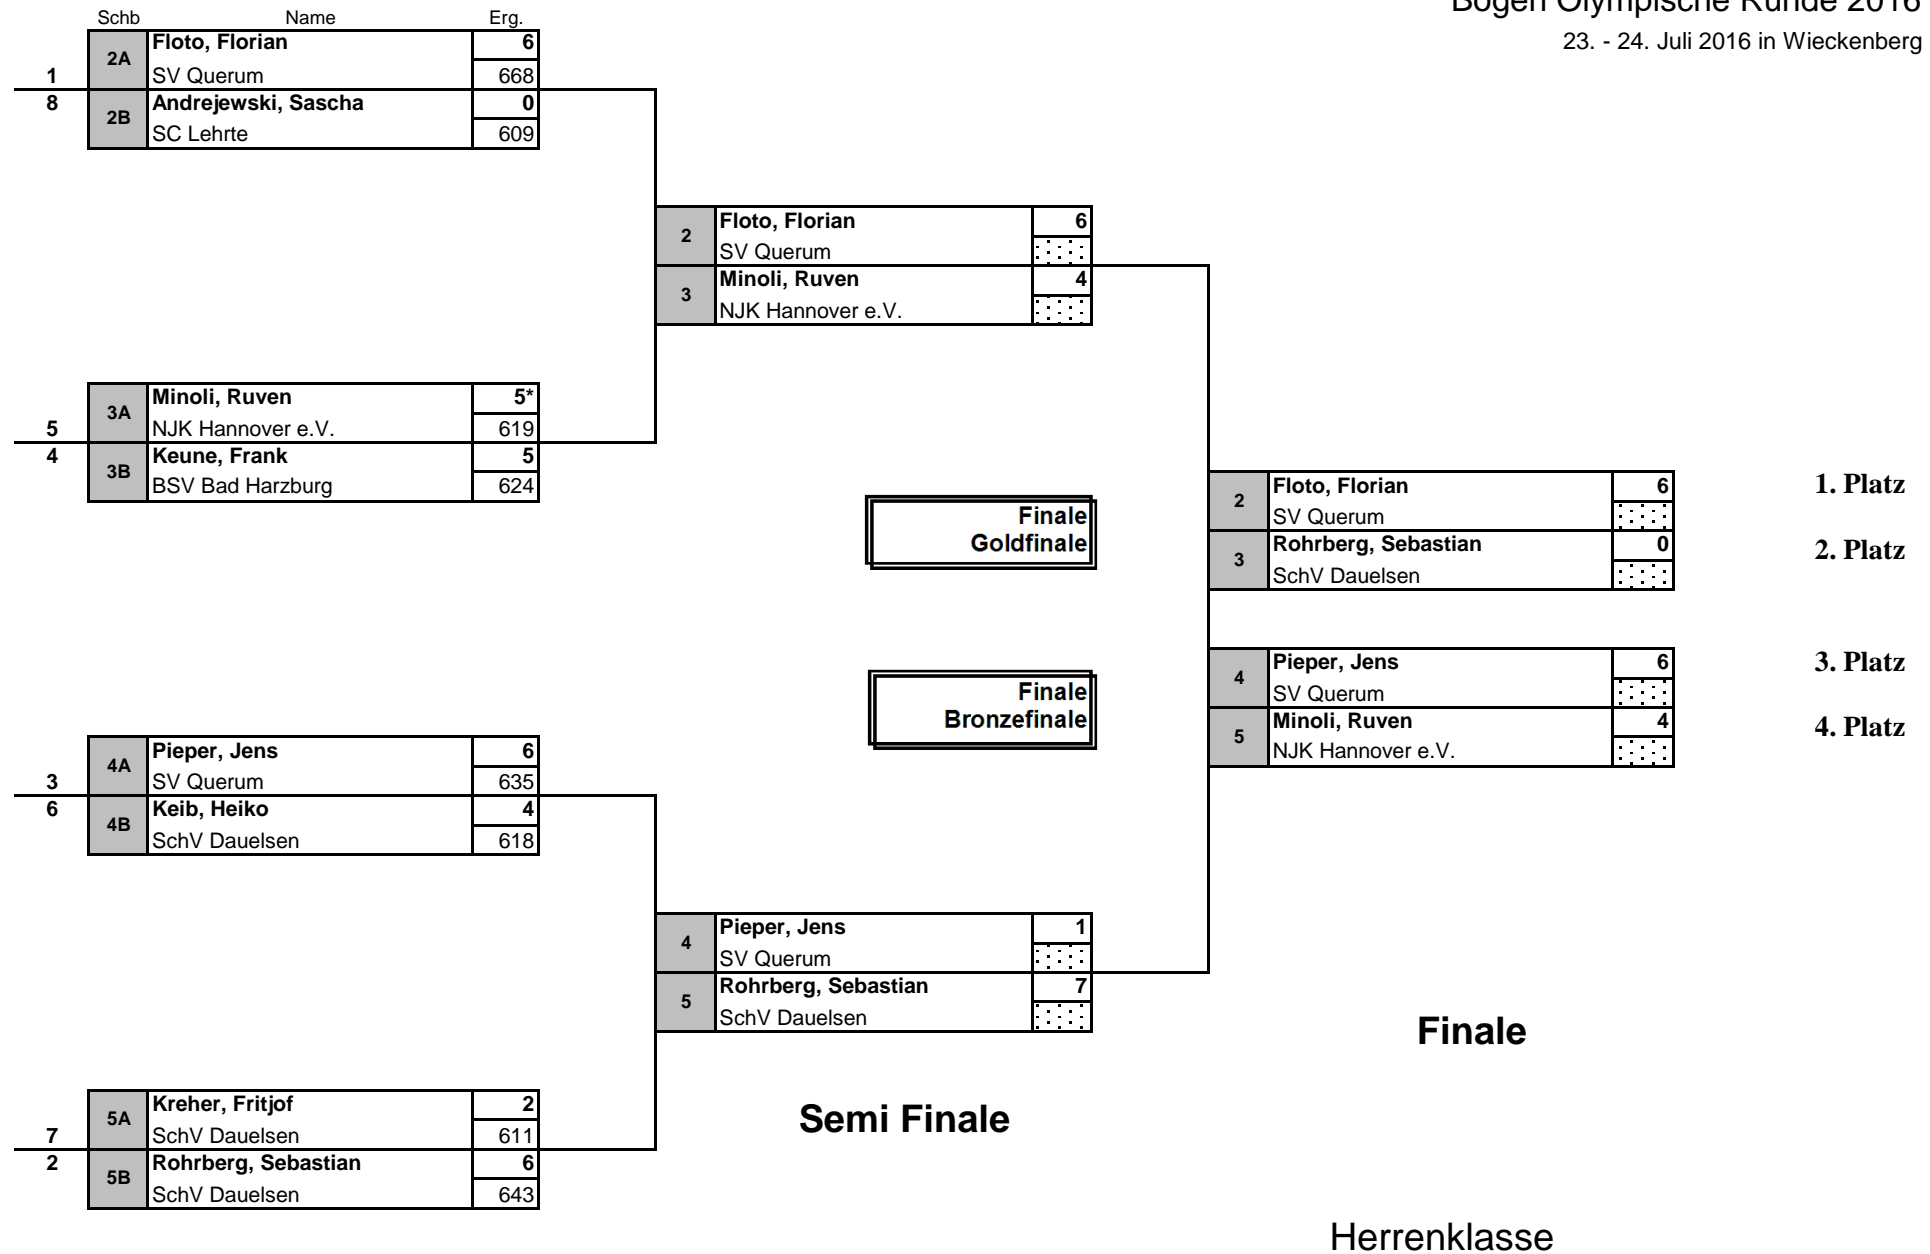 Bogen Olympische Runde 2016
23. - 24. Juli 2016 in Wieckenberg
Schb Name Erg.
2A Floto, Florian 6
1 SV Querum 668
8 2B Andrejewski, Sascha 0
SC Lehrte 609
2 Floto, Florian 6
SV Querum
3 Minoli, Ruven 4
NJK Hannover e.V.
3A Minoli, Ruven 5*
5 NJK Hannover e.V. 619
4 3B Keune, Frank 5
BSV Bad Harzburg 624
Finale
Goldfinale
2 Floto, Florian 6 1. Platz
SV Querum
3 Rohrberg, Sebastian 0 2. Platz
SchV Dauelsen
Finale
Bronzefinale
4 Pieper, Jens 6 3. Platz
SV Querum
5 Minoli, Ruven 4 4. Platz
NJK Hannover e.V.
4A Pieper, Jens 6
3 SV Querum 635
6 4B Keib, Heiko 4
SchV Dauelsen 618
4 Pieper, Jens 1
SV Querum
5 Rohrberg, Sebastian 7
SchV Dauelsen
Finale
Semi Finale
5A Kreher, Fritjof 2
7 SchV Dauelsen 611
2 5B Rohrberg, Sebastian 6
SchV Dauelsen 643
Herrenklasse